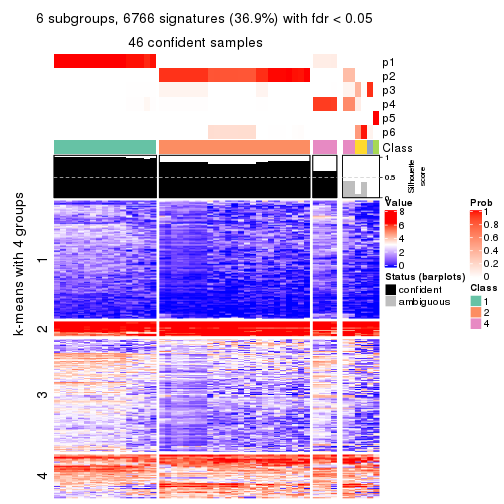 6 subgroups, 6766 signatures (36.9%) with fdr < 0.05
46 confident samples
p1
p2
p3
p4
p5
p6
Class
1
0.5
0
Silhouette
score
k-means with 4 groups
1
2
3
4
Value
8
6
4
2
0
Status (barplots)
confident
ambiguous
Prob
1
0.8
0.6
0.4
0.2
0
Class
1
2
4